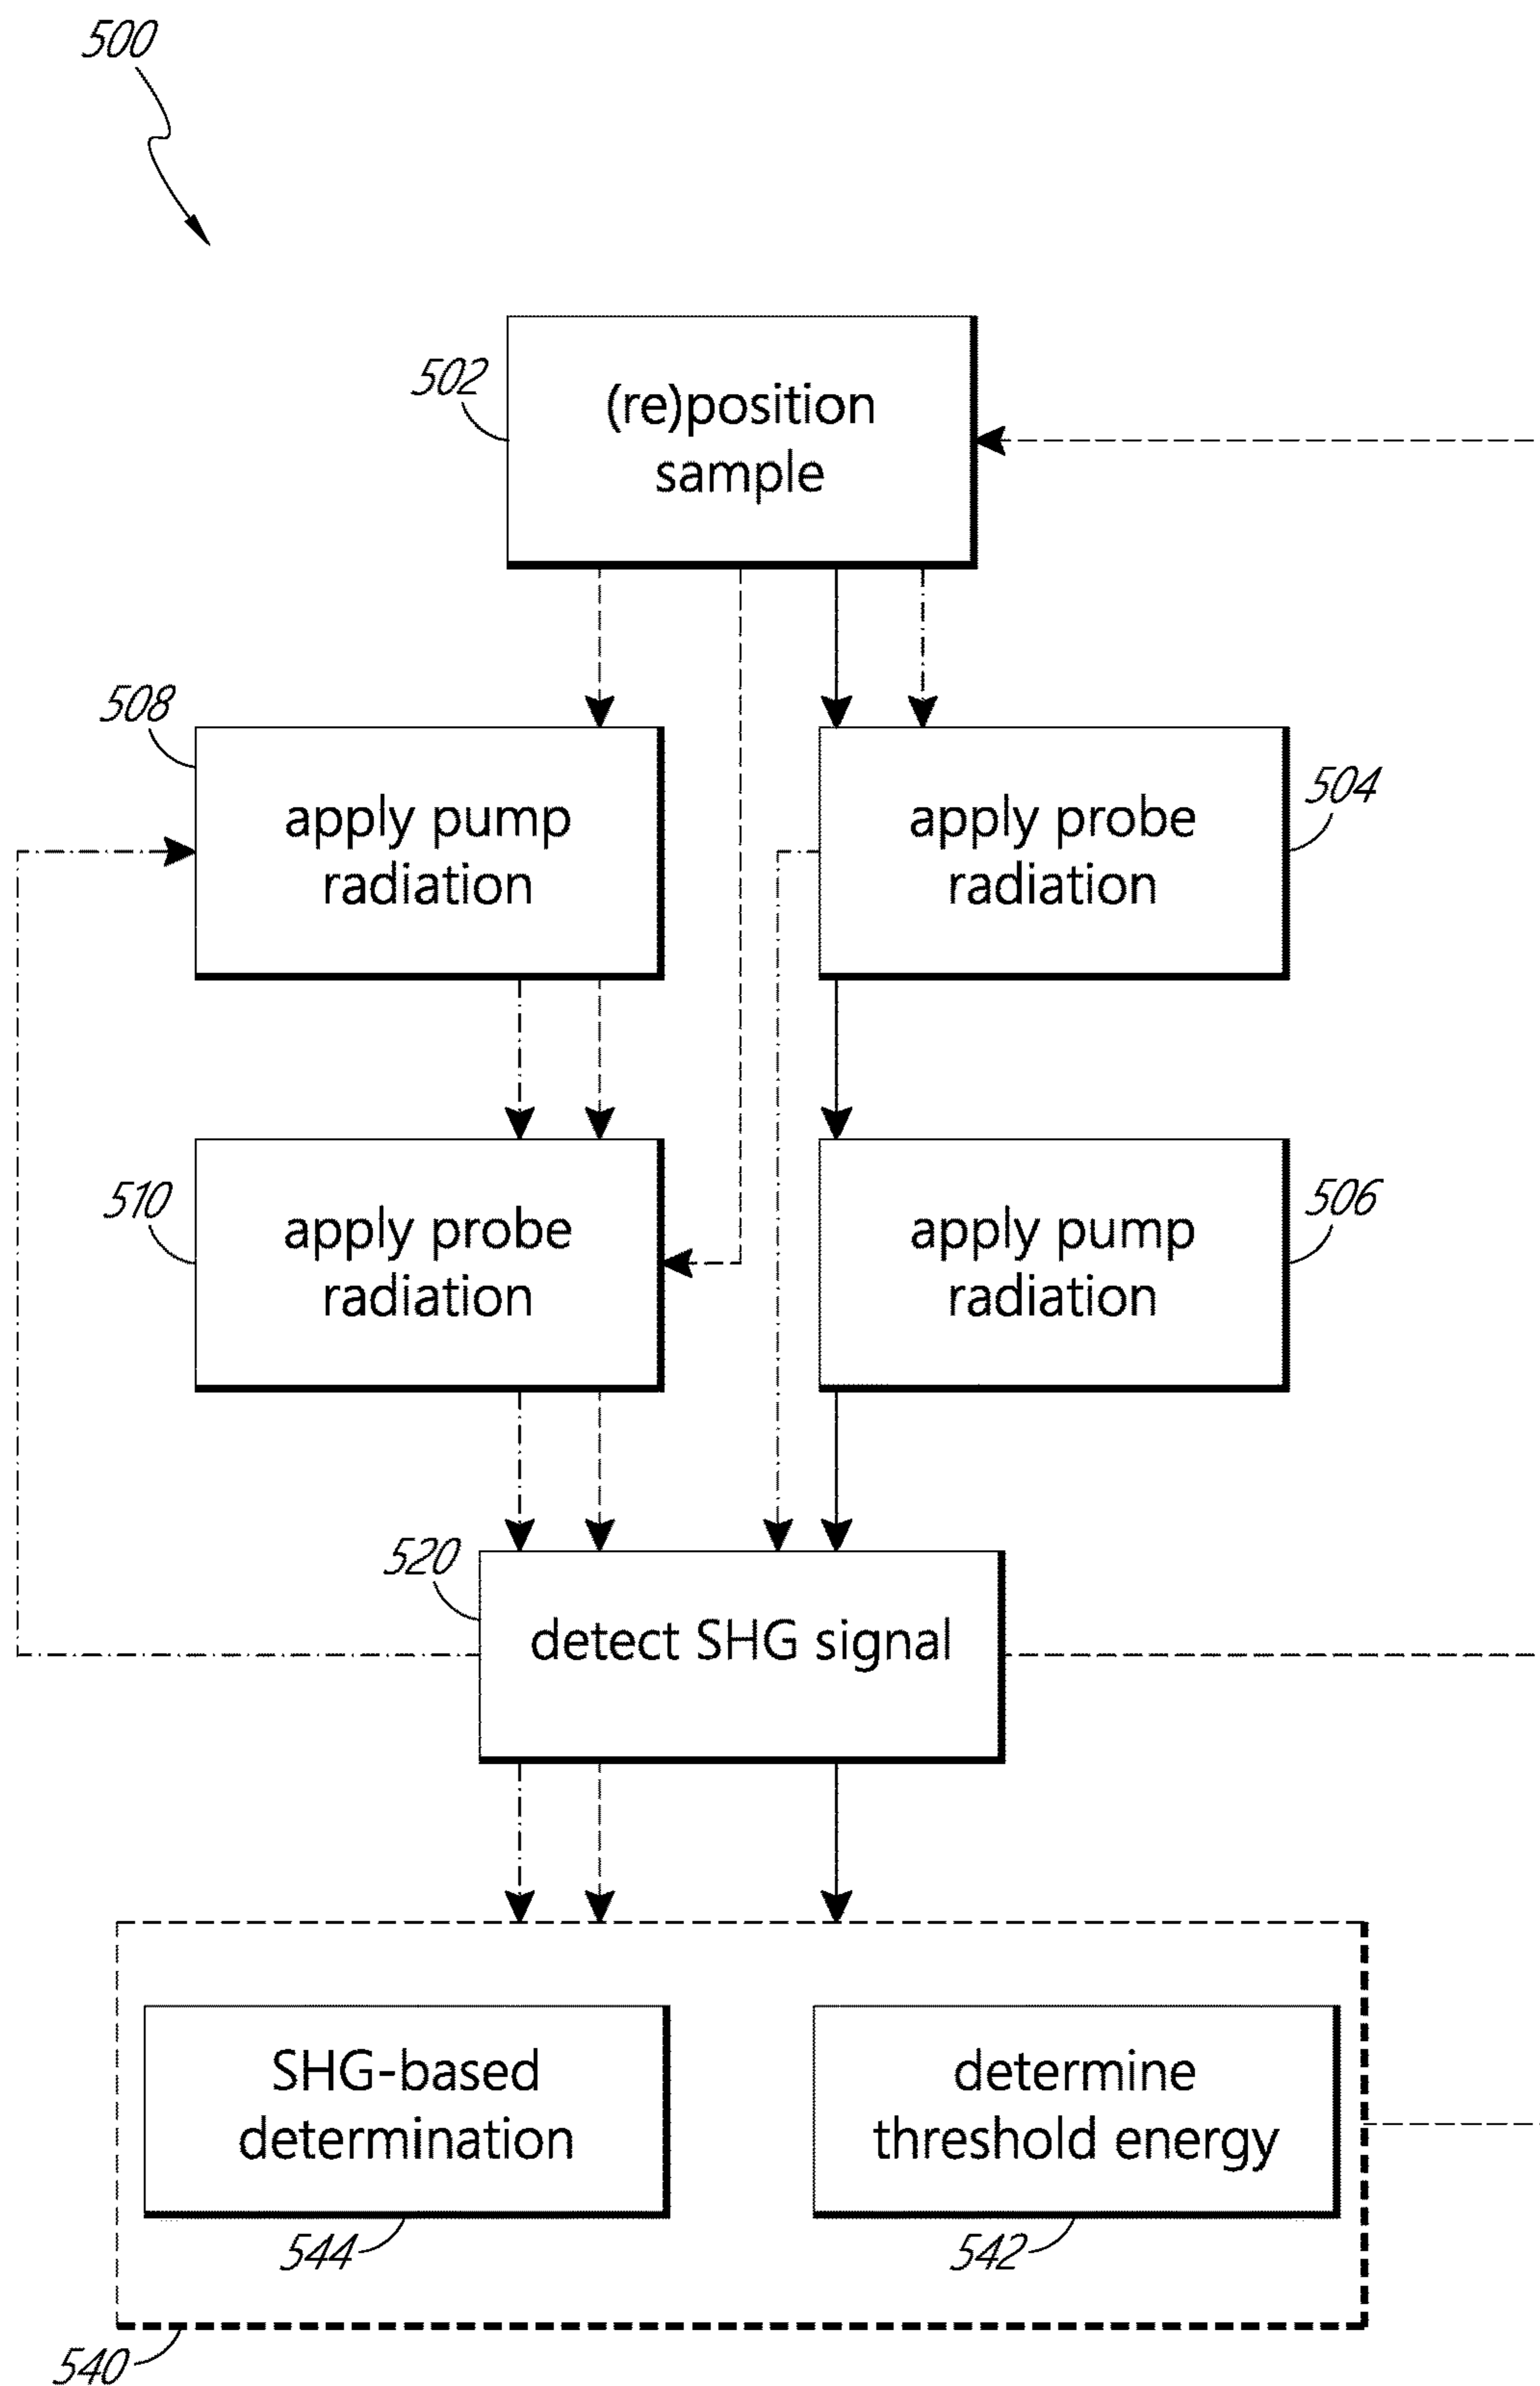 500
502
(re)position
sample
508
apply pump
radiation
504
apply probe
radiation
510
apply probe
radiation
506
apply pump
radiation
520
detect SHG signal
SHG-based
determination
544
determine
threshold energy
542
540